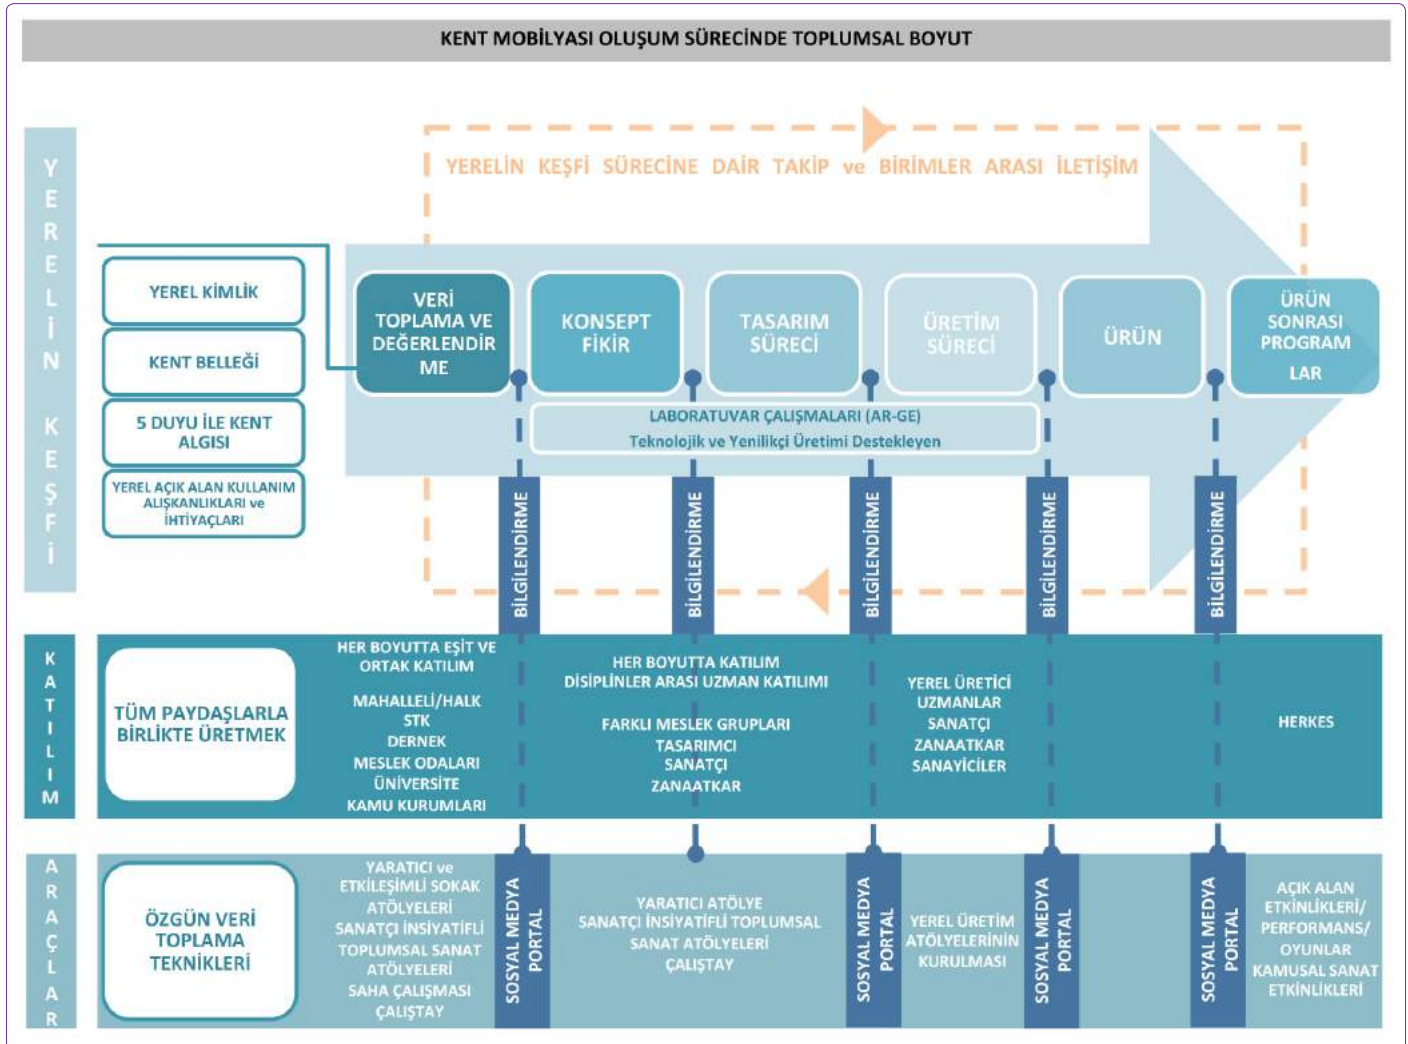 KENT MOBİLYASI OLUŞUM SÜRECİNDE TOPLUMSAL BOYUT
YERELİN KEŞFİ
YERELİN KEŞFİ SÜRECİNE DAİR TAKİP ve BİRİMLER ARASI İLETİŞİM
YEREL KİMLİK
KENT BELLEĞİ
5 DUYU İLE KENT
ALGISI
YEREL AÇIK ALAN KULLANIM
ALIŞKANLIKLARI ve
İHTİYAÇLARI
VERİ
TOPLAMA VE
DEĞERLENDİR
ME
KONSEPT
FİKİR
TASARIM
SÜRECİ
ÜRETİM
SÜRECİ
ÜRÜN
ÜRÜN
SONRASI
PROGRAM
LAR
LABORATUVAR ÇALIŞMALARI (AR-GE)
Teknolojik ve Yenilikçi Üretimi Destekleyen
BİLGİLENDİRME
BİLGİLENDİRME
BİLGİLENDİRME
BİLGİLENDİRME
BİLGİLENDİRME
KATILIM
TÜM PAYDAŞLARLA
BİRLİKTE ÜRETMEK
HER BOYUTTA EŞİT VE
ORTAK KATILIM
MAHALLELİ/HALK
STK
DERNEK
MESLEK ODALARI
ÜNİVERSİTE
KAMU KURUMLARI
HER BOYUTTA KATILIM
DİSİPLİNLER ARASI UZMAN KATILIMI
FARKLI MESLEK GRUPLARI
TASARIMCI
SANATÇI
ZANAATKAR
YEREL ÜRETİCİ
UZMANLAR
SANATÇI
ZANAATKAR
SANAYİCİLER
HERKES
ARAÇLAR
ÖZGÜN VERİ
TOPLAMA
TEKNİKLERİ
YARATICI ve
ETKİLEŞİMLİ SOKAK
ATÖLYELERİ
SANATÇI İNSİYATİFLİ
TOPLUMSAL SANAT
ATÖLYELERİ
SAHA ÇALIŞMASI
ÇALIŞTAY
SOSYAL MEDYA
PORTAL
YARATICI ATÖLYE
SANATÇI İNSİYATİFLİ TOPLUMSAL
SANAT ATÖLYELERİ
ÇALIŞTAY
SOSYAL MEDYA
PORTAL
YEREL ÜRETİM
ATÖLYELERİNİN
KURULMASI
SOSYAL MEDYA
PORTAL
SOSYAL MEDYA
PORTAL
AÇIK ALAN
ETKİNLİKLERİ/
PERFORMANS/
OYUNLAR
KAMUSAL SANAT
ETKİNLİKLERİ